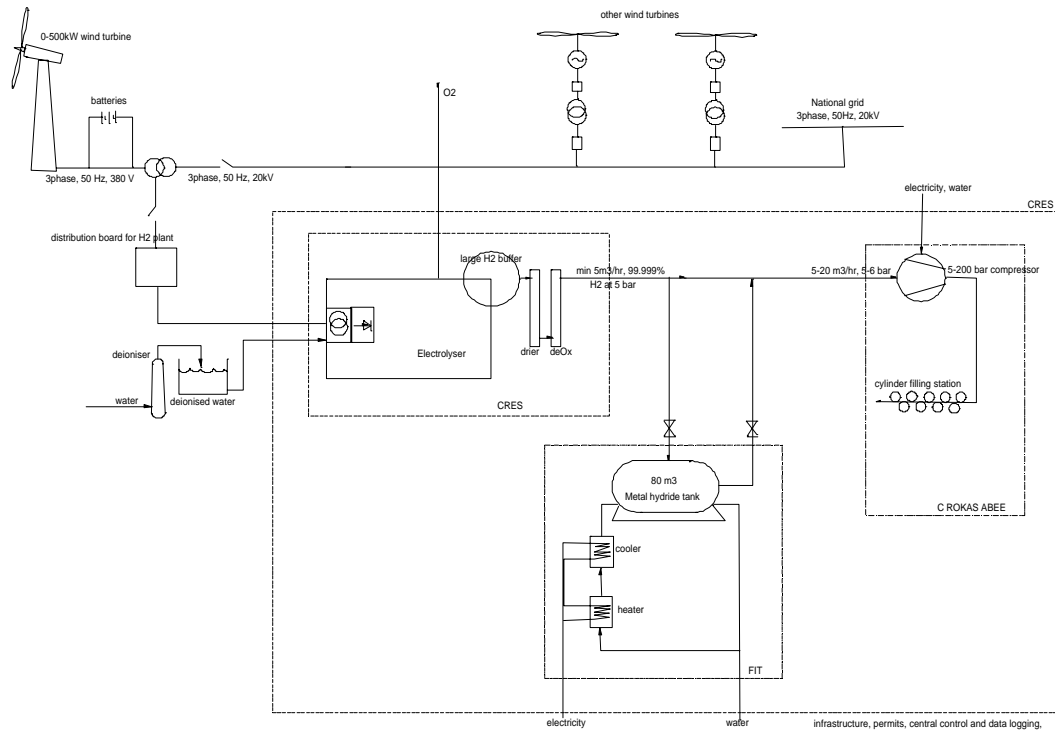 other wind turbines
0-500kW wind turbine
O2
batteries
National grid
3phase, 50Hz, 20kV
3phase, 50 Hz, 380 V
3phase, 50 Hz, 20kV
electricity, water
CRES
distribution board for H2 plant
large H2 buffer
min 5m3/hr, 99.999%
H2 at 5 bar
5-20 m3/hr, 5-6 bar
5-200 bar compressor
Electrolyser
drier
deOx
deioniser
water
deionised water
CRES
cylinder filling station
80 m3
Metal hydride tank
C ROKAS ABEE
cooler
heater
FIT
electricity
water
infrastructure, permits, central control and data logging,